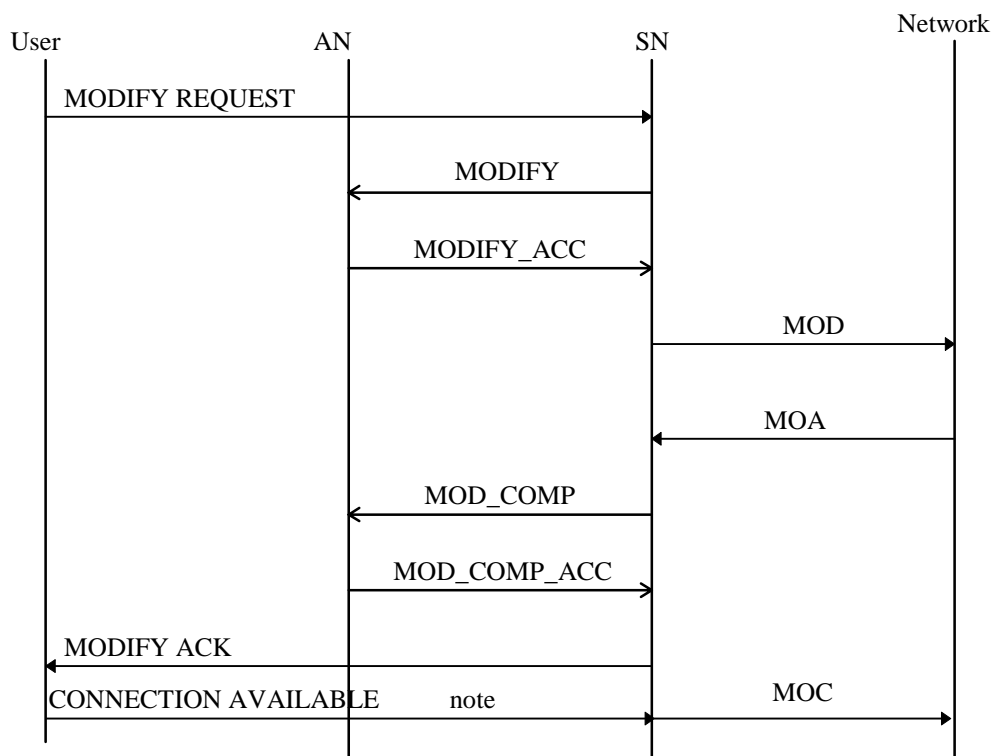 User AN SN Network
MODIFY REQUEST
MODIFY
MODIFY_ACC
MOD
MOA
MOD_COMP
MOD_COMP_ACC
MODIFY ACK
CONNECTION AVAILABLE note MOC